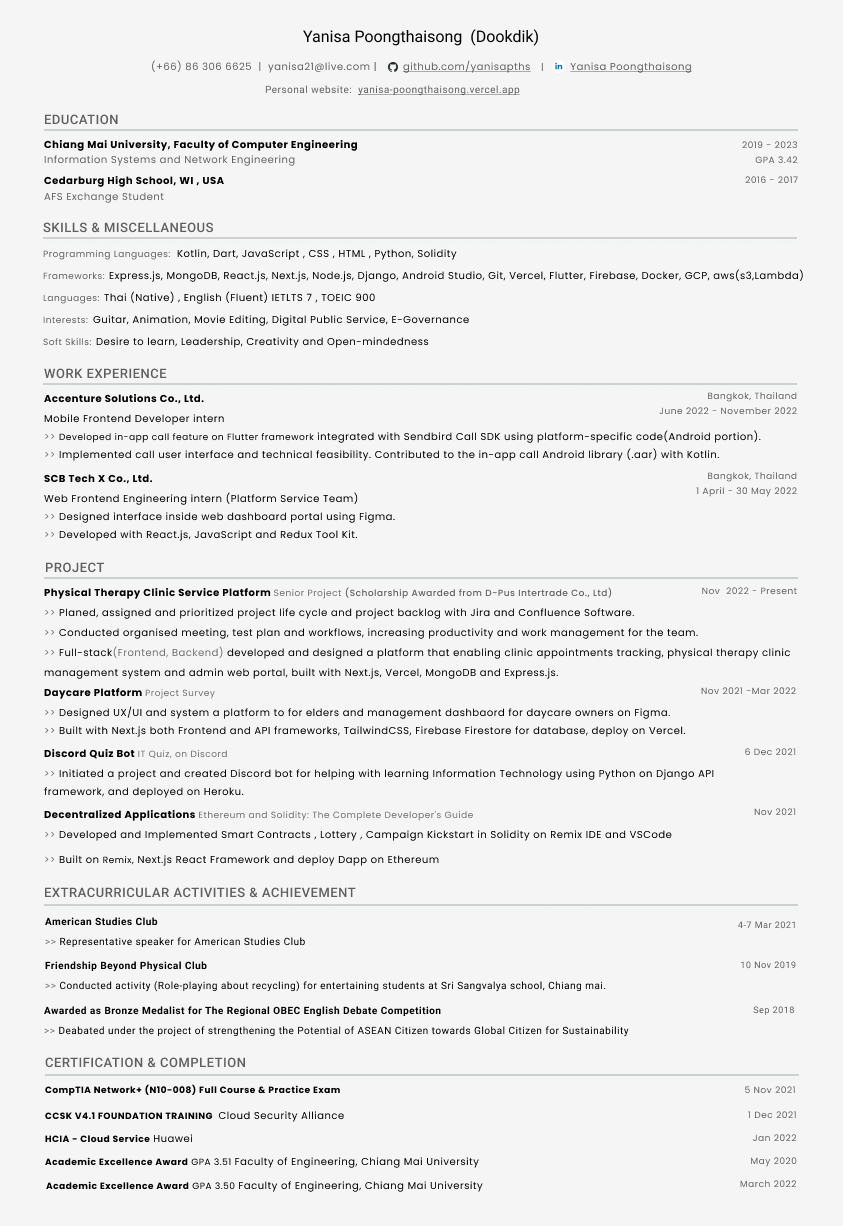 Yanisa Poongthaisong (Dookdik)
(+66) 86 306 6625 | yanisa21@live.com | github.com/yanisapths | in Yanisa Poongthaisong
Personal website: yanisa-poongthaisong.vercel.app
EDUCATION
Chiang Mai University, Faculty of Computer Engineering 2019 - 2023
Information Systems and Network Engineering GPA 3.42
Cedarburg High School, WI , USA 2016 - 2017
AFS Exchange Student
SKILLS & MISCELLANEOUS
Programming Languages: Kotlin, Dart, JavaScript , CSS , HTML , Python, Solidity
Frameworks: Express.js, MongoDB, React.js, Next.js, Node.js, Django, Android Studio, Git, Vercel, Flutter, Firebase, Docker, GCP, aws(s3,Lambda)
Languages: Thai (Native) , English (Fluent) IETLTS 7 , TOEIC 900
Interests: Guitar, Animation, Movie Editing, Digital Public Service, E-Governance
Soft Skills: Desire to learn, Leadership, Creativity and Open-mindedness
WORK EXPERIENCE
Accenture Solutions Co., Ltd. Bangkok, Thailand
Mobile Frontend Developer intern June 2022 - November 2022
>> Developed in-app call feature on Flutter framework integrated with Sendbird Call SDK using platform-specific code(Android portion).
>> Implemented call user interface and technical feasibility. Contributed to the in-app call Android library (.aar) with Kotlin.
SCB Tech X Co., Ltd. Bangkok, Thailand
Web Frontend Engineering intern (Platform Service Team) 1 April - 30 May 2022
>> Designed interface inside web dashboard portal using Figma.
>> Developed with React.js, JavaScript and Redux Tool Kit.
PROJECT
Physical Therapy Clinic Service Platform Senior Project (Scholarship Awarded from D-Pus Intertrade Co., Ltd) Nov 2022 - Present
>> Planed, assigned and prioritized project life cycle and project backlog with Jira and Confluence Software.
>> Conducted organised meeting, test plan and workflows, increasing productivity and work management for the team.
>> Full-stack(Frontend, Backend) developed and designed a platform that enabling clinic appointments tracking, physical therapy clinic
management system and admin web portal, built with Next.js, Vercel, MongoDB and Express.js.
Daycare Platform Project Survey Nov 2021 -Mar 2022
>> Designed UX/UI and system a platform to for elders and management dashbaord for daycare owners on Figma.
>> Built with Next.js both Frontend and API frameworks, TailwindCSS, Firebase Firestore for database, deploy on Vercel.
Discord Quiz Bot IT Quiz, on Discord 6 Dec 2021
>> Initiated a project and created Discord bot for helping with learning Information Technology using Python on Django API
framework, and deployed on Heroku.
Decentralized Applications Ethereum and Solidity: The Complete Developer's Guide Nov 2021
>> Developed and Implemented Smart Contracts , Lottery , Campaign Kickstart in Solidity on Remix IDE and VSCode
>> Built on Remix, Next.js React Framework and deploy Dapp on Ethereum
EXTRACURRICULAR ACTIVITIES & ACHIEVEMENT
American Studies Club 4-7 Mar 2021
>> Representative speaker for American Studies Club
Friendship Beyond Physical Club 10 Nov 2019
>> Conducted activity (Role-playing about recycling) for entertaining students at Sri Sangvalya school, Chiang mai.
Awarded as Bronze Medalist for The Regional OBEC English Debate Competition Sep 2018
>> Deabated under the project of strengthening the Potential of ASEAN Citizen towards Global Citizen for Sustainability
CERTIFICATION & COMPLETION
CompTIA Network+ (N10-008) Full Course & Practice Exam 5 Nov 2021
CCSK V4.1 FOUNDATION TRAINING Cloud Security Alliance 1 Dec 2021
HCIA - Cloud Service Huawei Jan 2022
Academic Excellence Award GPA 3.51 Faculty of Engineering, Chiang Mai University May 2020
Academic Excellence Award GPA 3.50 Faculty of Engineering, Chiang Mai University March 2022